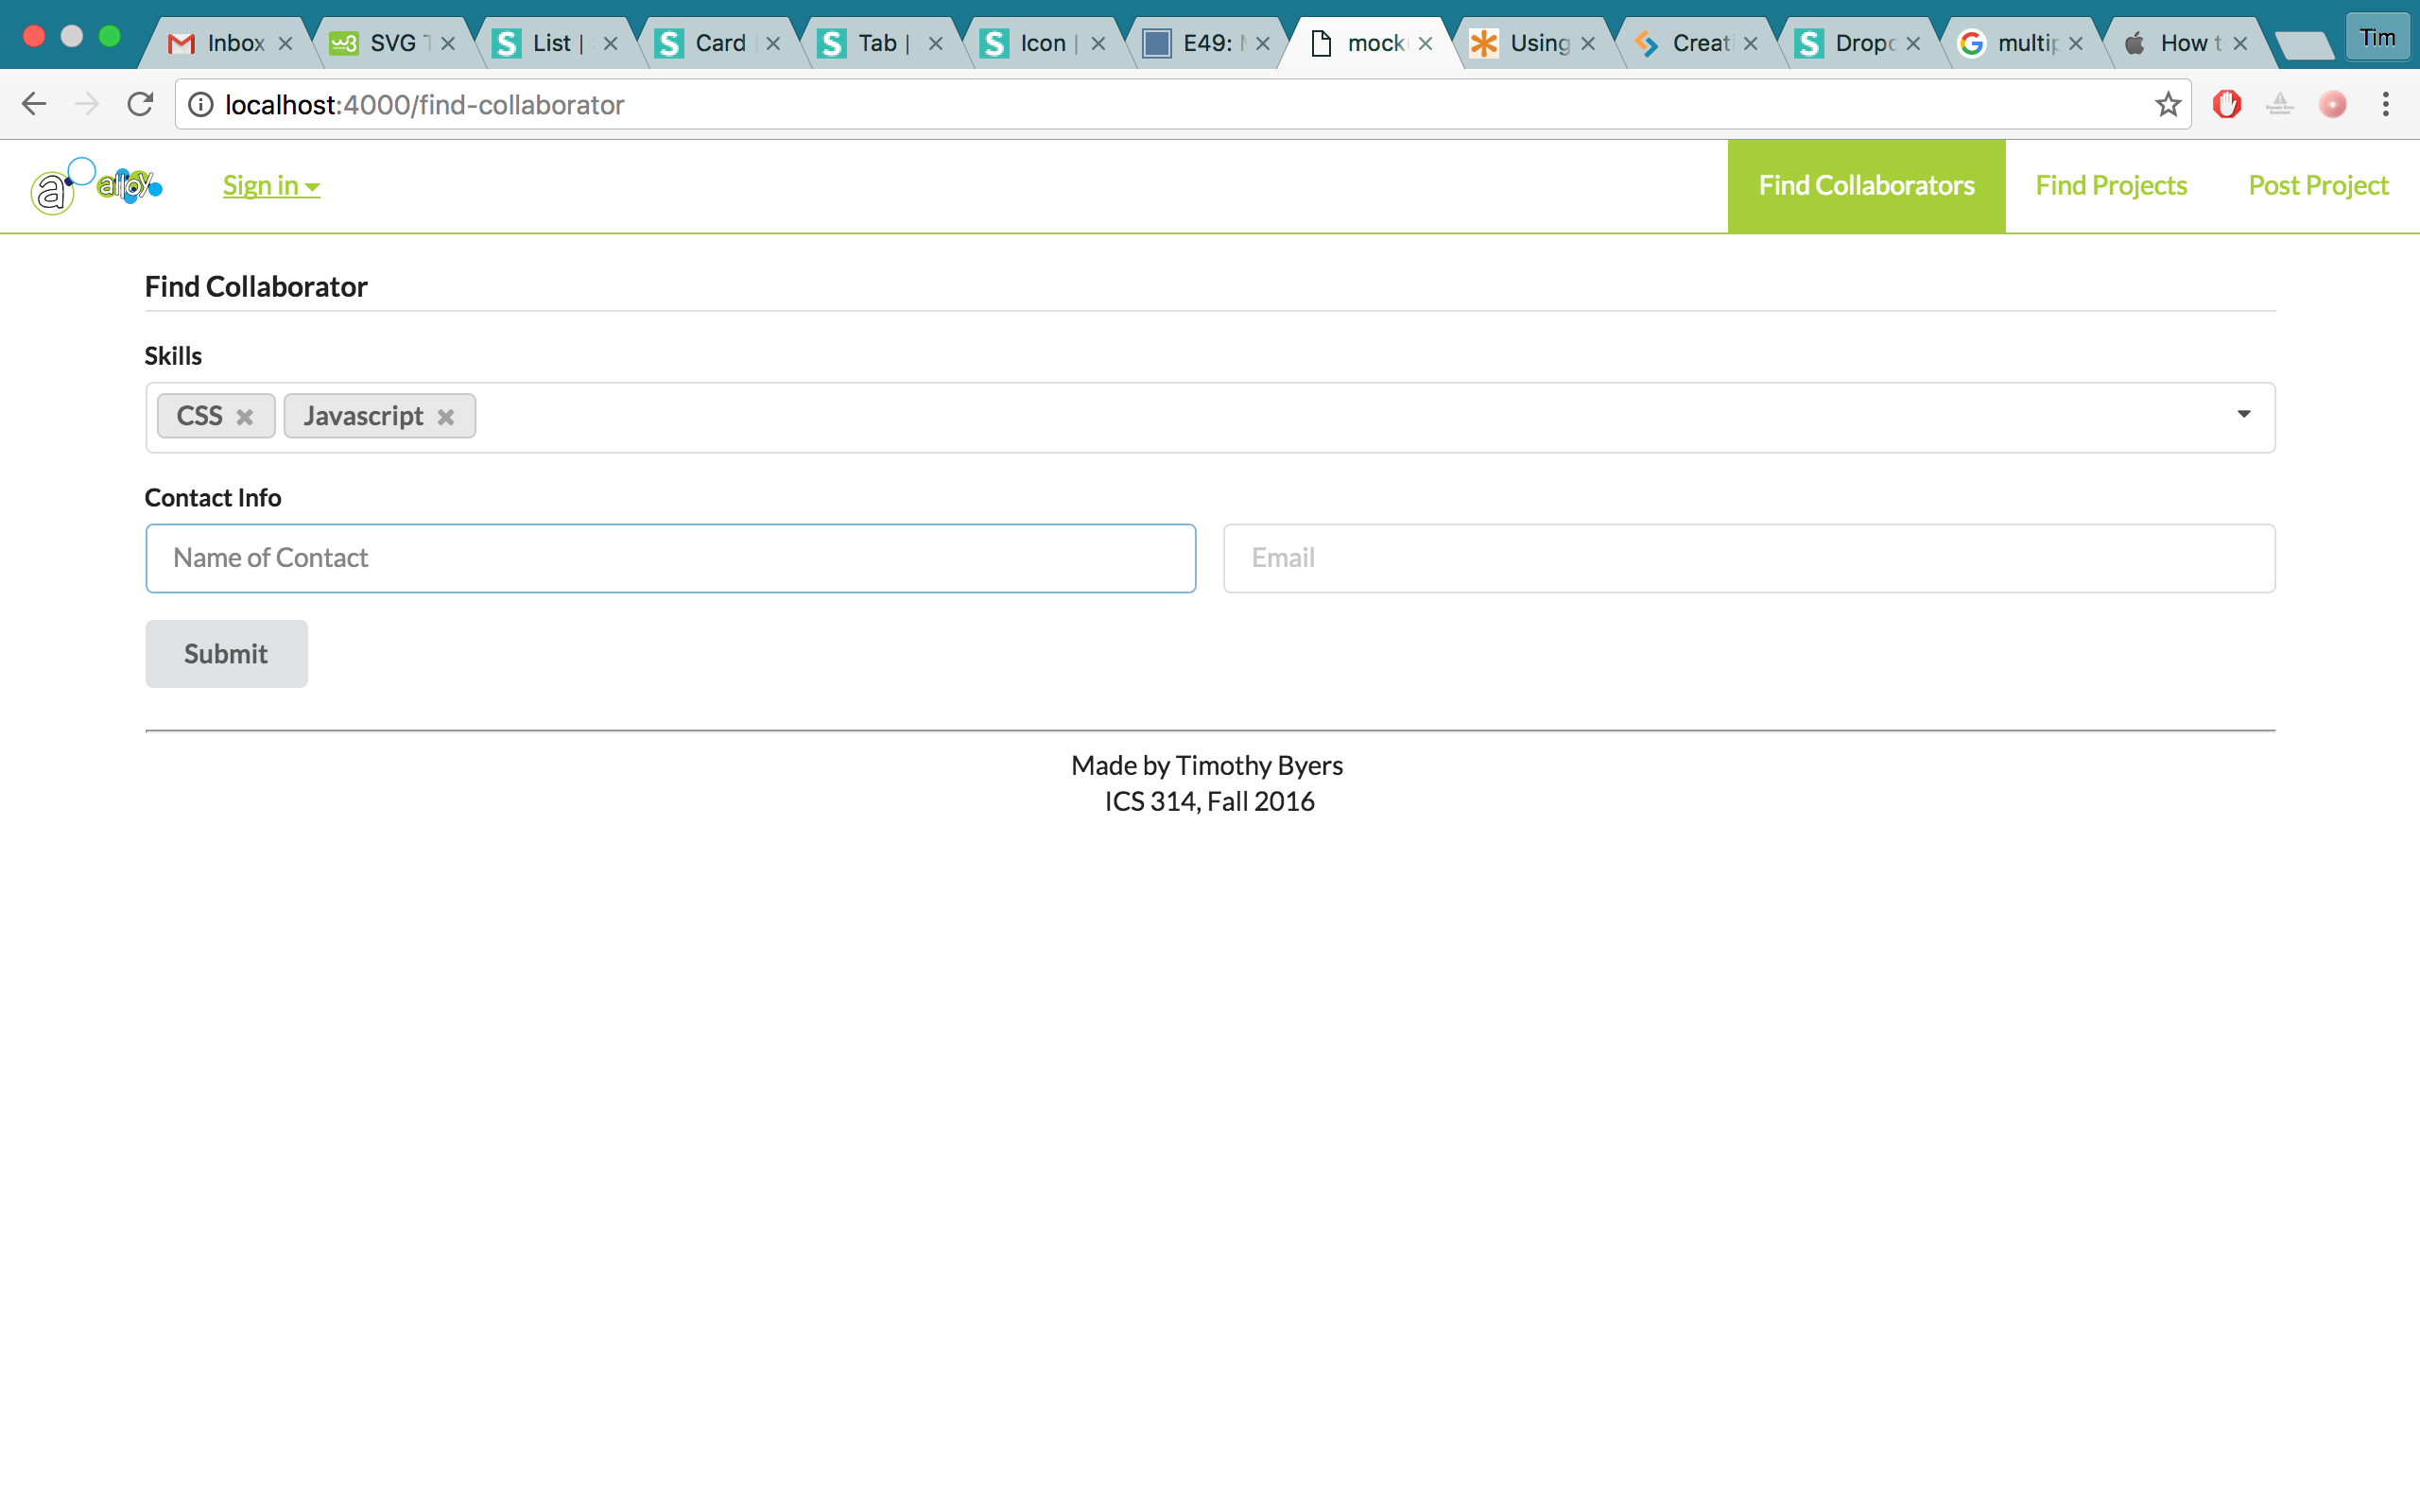 Inbox SVG T List | Card Tab | Icon | E49: mock Using Creati Dropd multip How t Tim
localhost:4000/find-collaborator
a alloy Sign in Find Collaborators Find Projects Post Project
Find Collaborator
Skills
CSS Javascript
Contact Info
Name of Contact Email
Submit
Made by Timothy Byers
ICS 314, Fall 2016